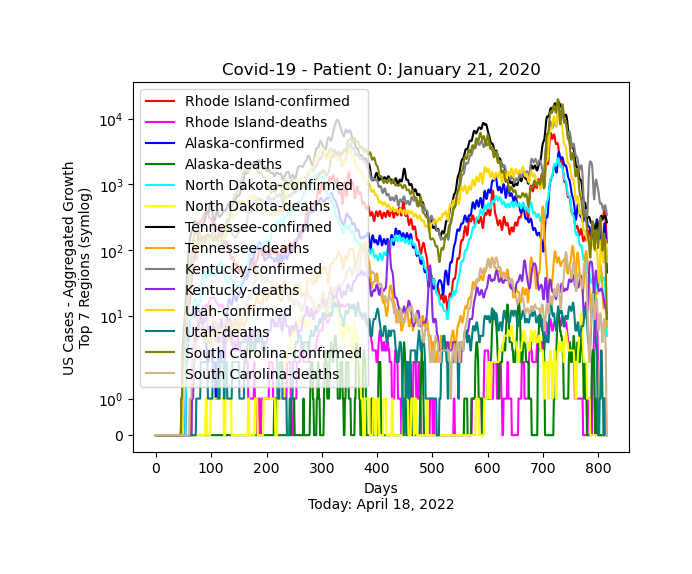 Covid-19 - Patient 0: January 21, 2020
US Cases - Aggregated Growth
Top 7 Regions (symlog)
10^4
10^3
10^2
10^1
10^0
0
Rhode Island-confirmed
Rhode Island-deaths
Alaska-confirmed
Alaska-deaths
North Dakota-confirmed
North Dakota-deaths
Tennessee-confirmed
Tennessee-deaths
Kentucky-confirmed
Kentucky-deaths
Utah-confirmed
Utah-deaths
South Carolina-confirmed
South Carolina-deaths
0 100 200 300 400 500 600 700 800
Days
Today: April 18, 2022